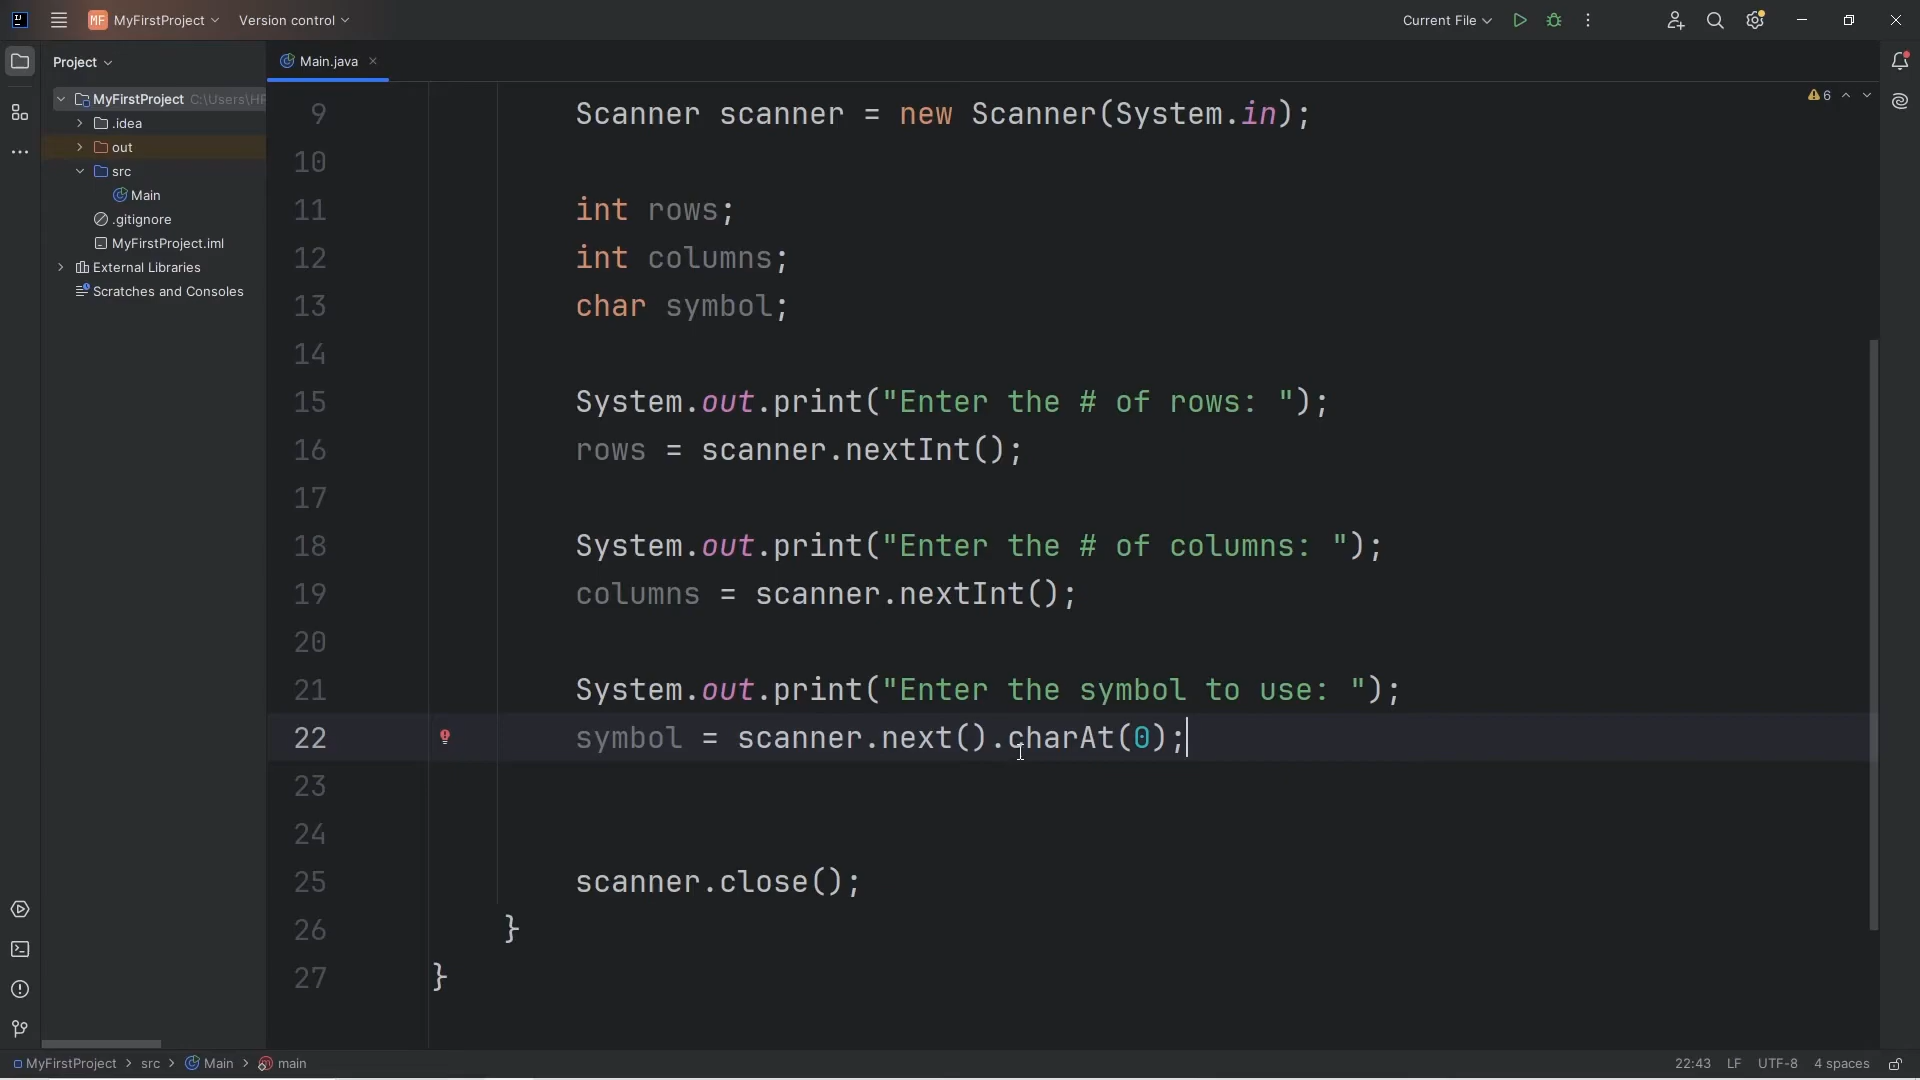 MF MyFirstProject Version control Current File
Project Main.java
MyFirstProject C:\Users\HP
.idea
out
src
Main
.gitignore
MyFirstProject.iml
External Libraries
Scratches and Consoles
6
9 Scanner scanner = new Scanner(System.in);
10
11 int rows;
12 int columns;
13 char symbol;
14
15 System.out.print("Enter the # of rows: ");
16 rows = scanner.nextInt();
17
18 System.out.print("Enter the # of columns: ");
19 columns = scanner.nextInt();
20
21 System.out.print("Enter the symbol to use: ");
22 symbol = scanner.next().charAt(0);
23
24
25 scanner.close();
26 }
27 }
MyFirstProject > src > Main > main 22:43 LF UTF-8 4 spaces